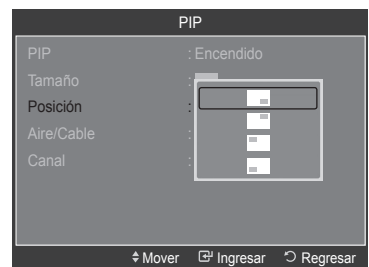 PIP
PIP : Encendido
Tamaño :
Posición :
Aire/Cable :
Canal :
Mover Ingresar Regresar